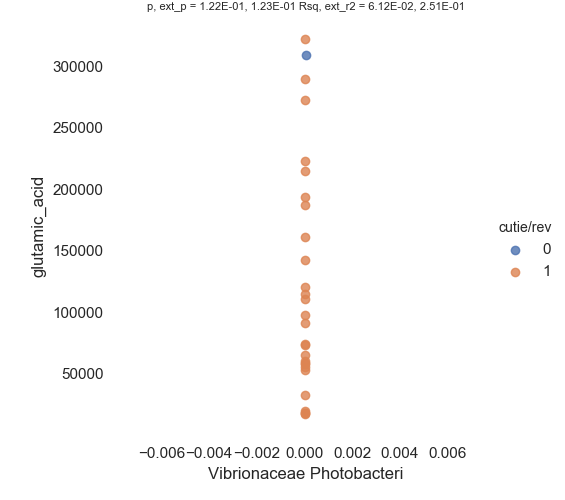 p, ext_p = 1.22E-01, 1.23E-01 Rsq, ext_r2 = 6.12E-02, 2.51E-01
300000
250000
200000
150000
100000
50000
glutamic_acid
cutie/rev
0
1
−0.006 −0.004 −0.002 0.000 0.002 0.004 0.006
Vibrionaceae Photobacteri